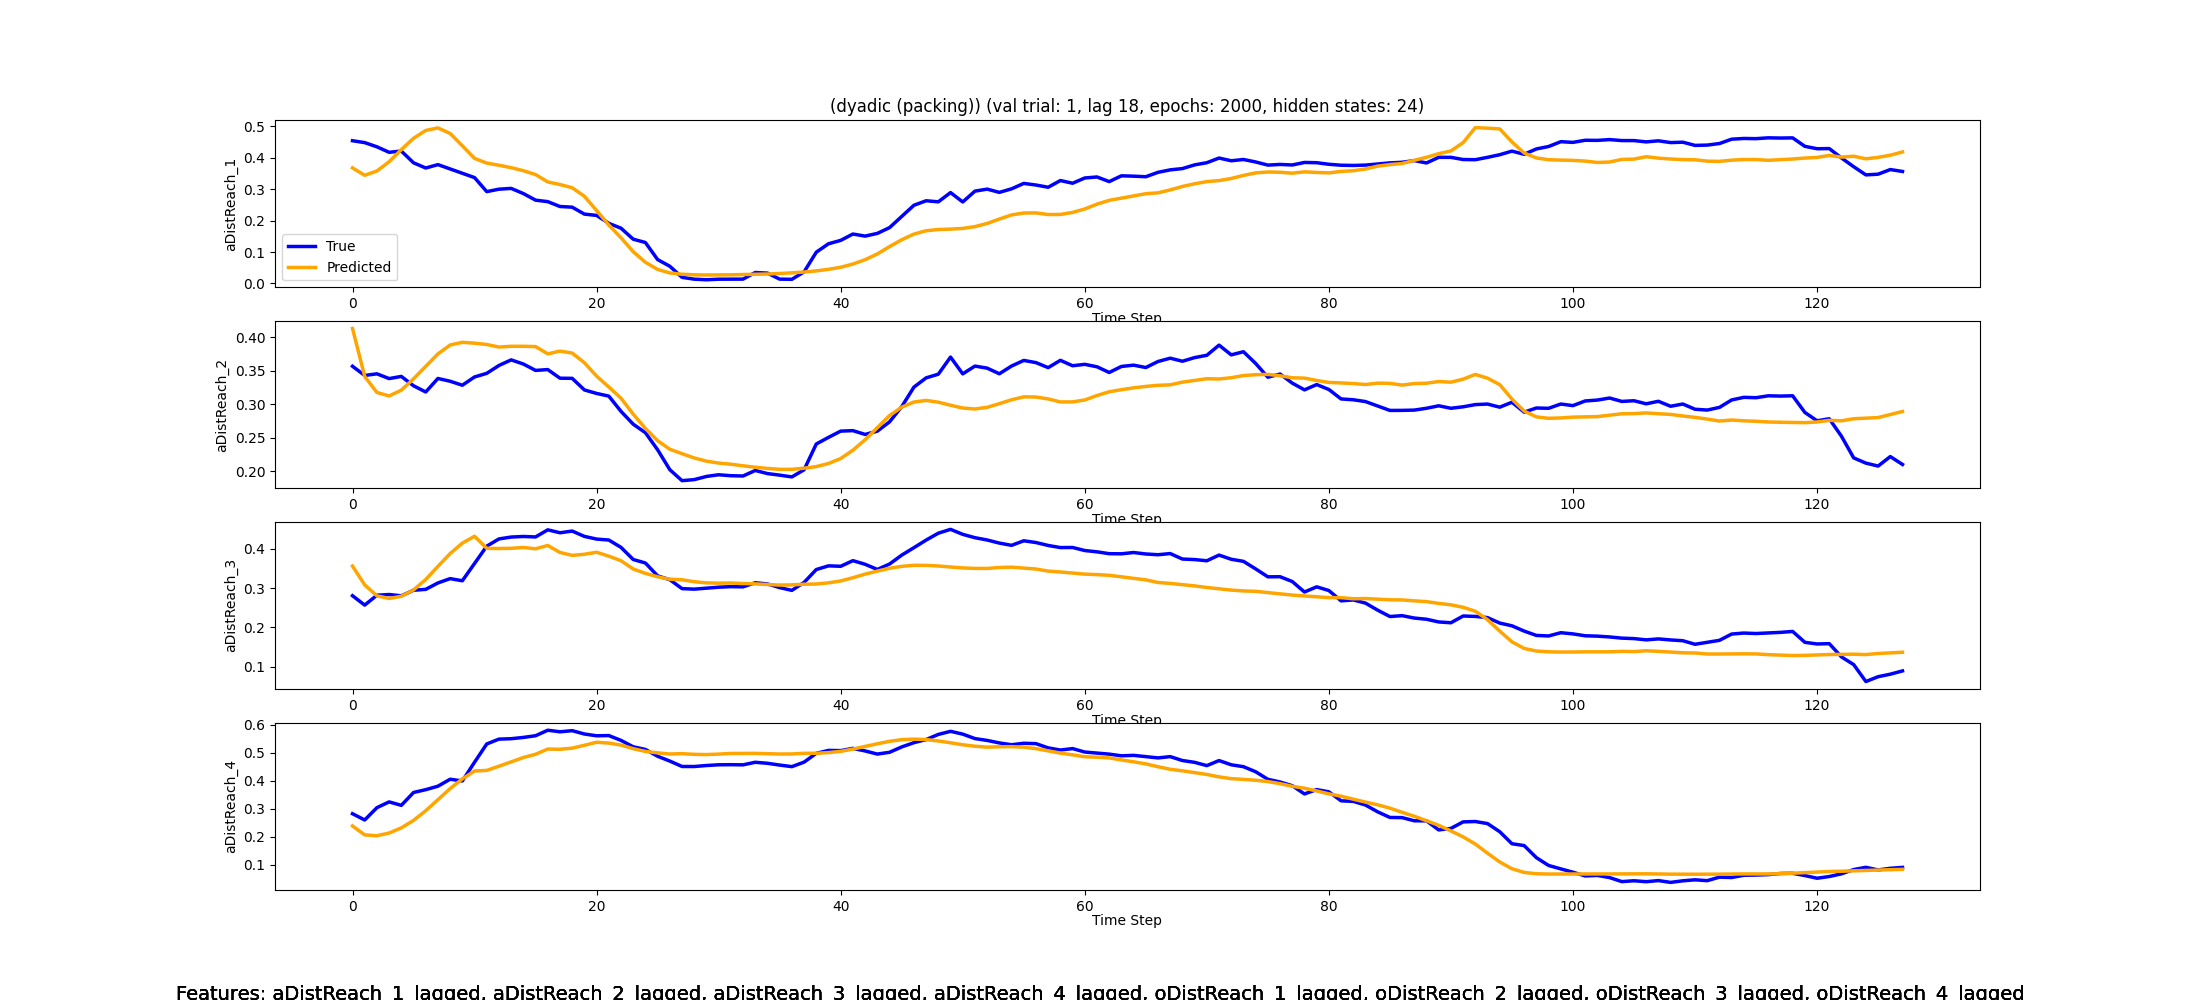 (dyadic (packing)) (val trial: 1, lag 18, epochs: 2000, hidden states: 24)
aDistReach_1
0.5
0.4
0.3
0.2
0.1
0.0
True
Predicted
0 20 40 60 80 100 120
Time Step
aDistReach_2
0.40
0.35
0.30
0.25
0.20
0 20 40 60 80 100 120
Time Step
aDistReach_3
0.4
0.3
0.2
0.1
0 20 40 60 80 100 120
Time Step
aDistReach_4
0.6
0.5
0.4
0.3
0.2
0.1
0 20 40 60 80 100 120
Time Step
Features: aDistReach_1_lagged, aDistReach_2_lagged, aDistReach_3_lagged, aDistReach_4_lagged, oDistReach_1_lagged, oDistReach_2_lagged, oDistReach_3_lagged, oDistReach_4_lagged